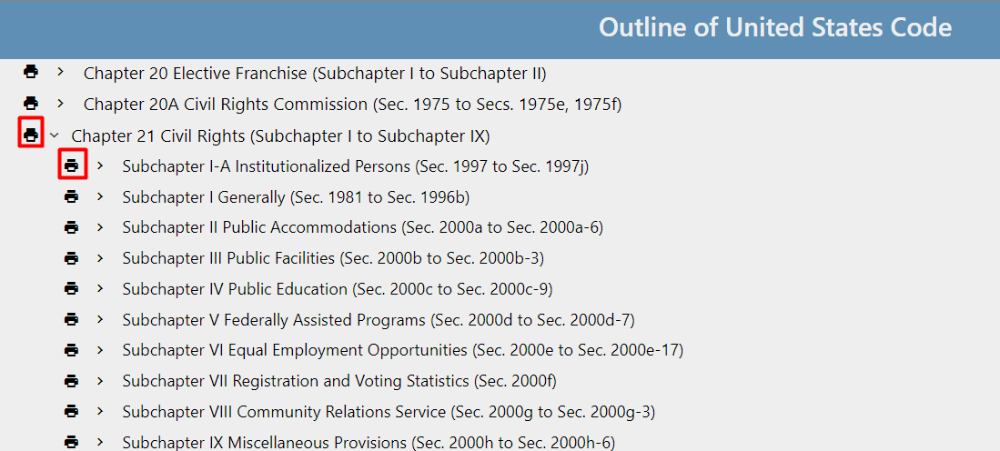 Outline of United States Code
Chapter 20 Elective Franchise (Subchapter I to Subchapter II)
Chapter 20A Civil Rights Commission (Sec. 1975 to Secs. 1975e, 1975f)
Chapter 21 Civil Rights (Subchapter I to Subchapter IX)
Subchapter I-A Institutionalized Persons (Sec. 1997 to Sec. 1997j)
Subchapter I Generally (Sec. 1981 to Sec. 1996b)
Subchapter II Public Accommodations (Sec. 2000a to Sec. 2000a-6)
Subchapter III Public Facilities (Sec. 2000b to Sec. 2000b-3)
Subchapter IV Public Education (Sec. 2000c to Sec. 2000c-9)
Subchapter V Federally Assisted Programs (Sec. 2000d to Sec. 2000d-7)
Subchapter VI Equal Employment Opportunities (Sec. 2000e to Sec. 2000e-17)
Subchapter VII Registration and Voting Statistics (Sec. 2000f)
Subchapter VIII Community Relations Service (Sec. 2000g to Sec. 2000g-3)
Subchapter IX Miscellaneous Provisions (Sec. 2000h to Sec. 2000h-6)